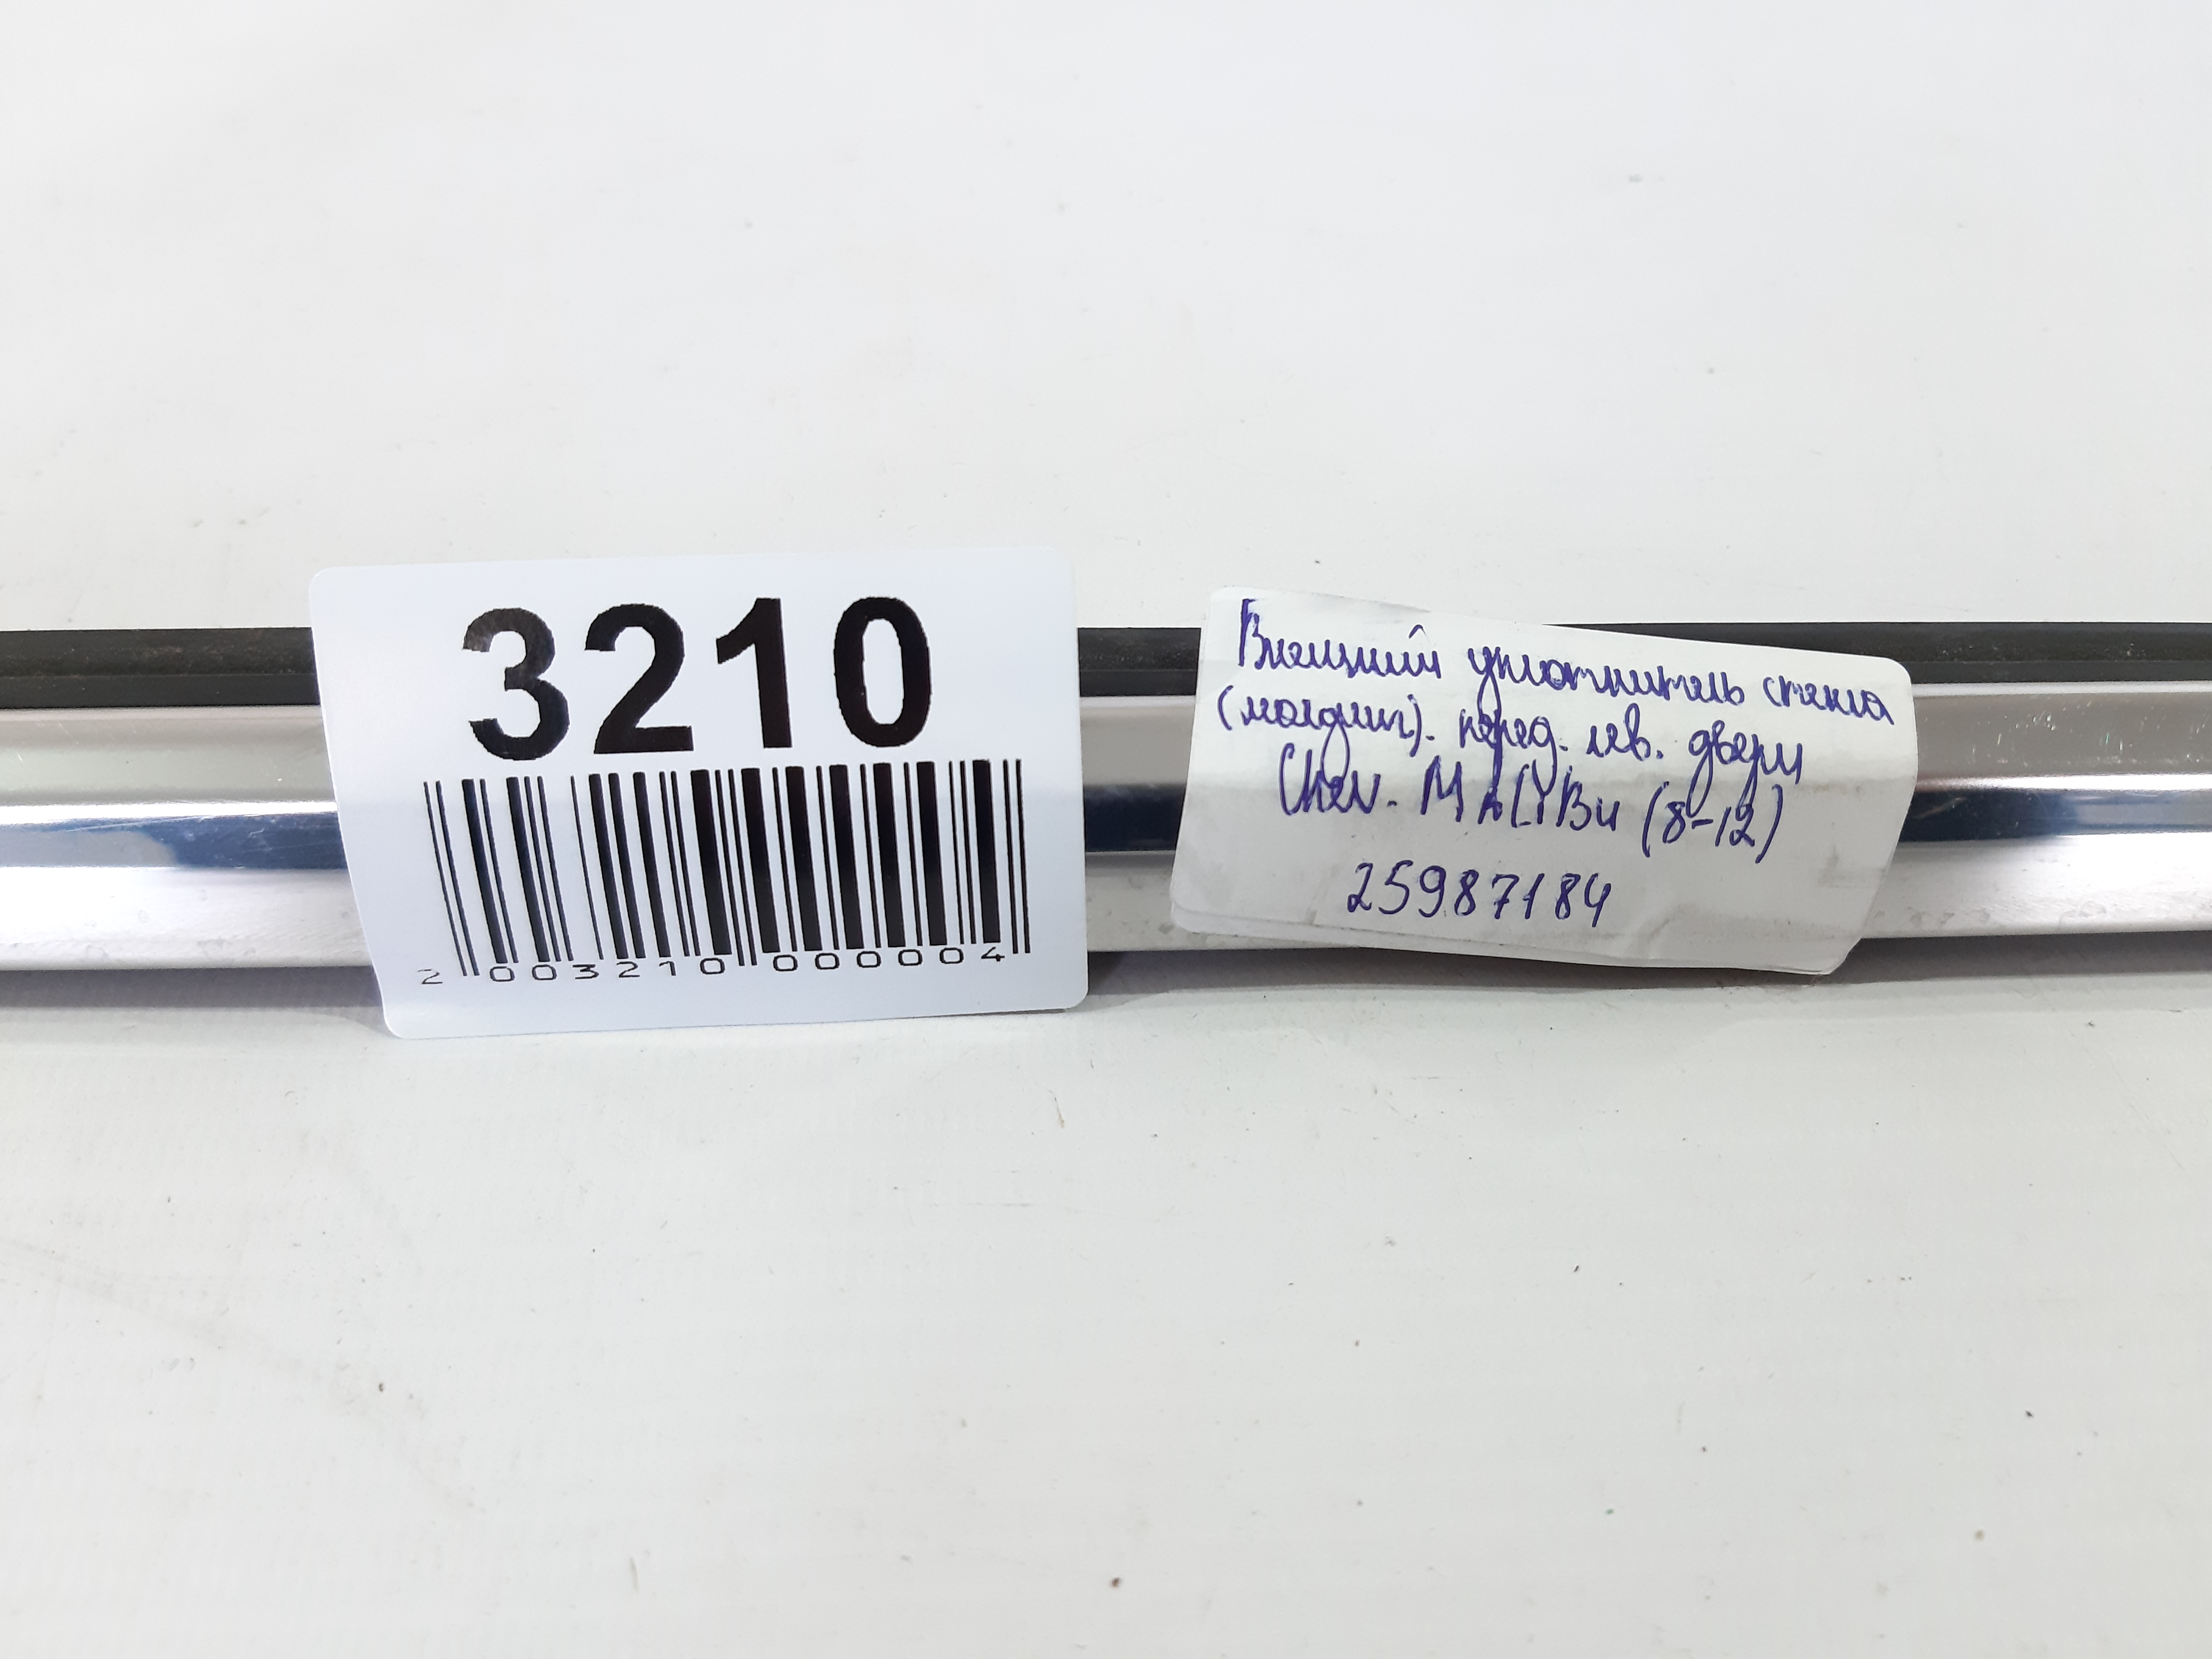 3210
2 003210 000004
Внешний уплотнитель стекла
(молдинг). перед. лев. двери
Chev. MALIBu (8-12)
25987184